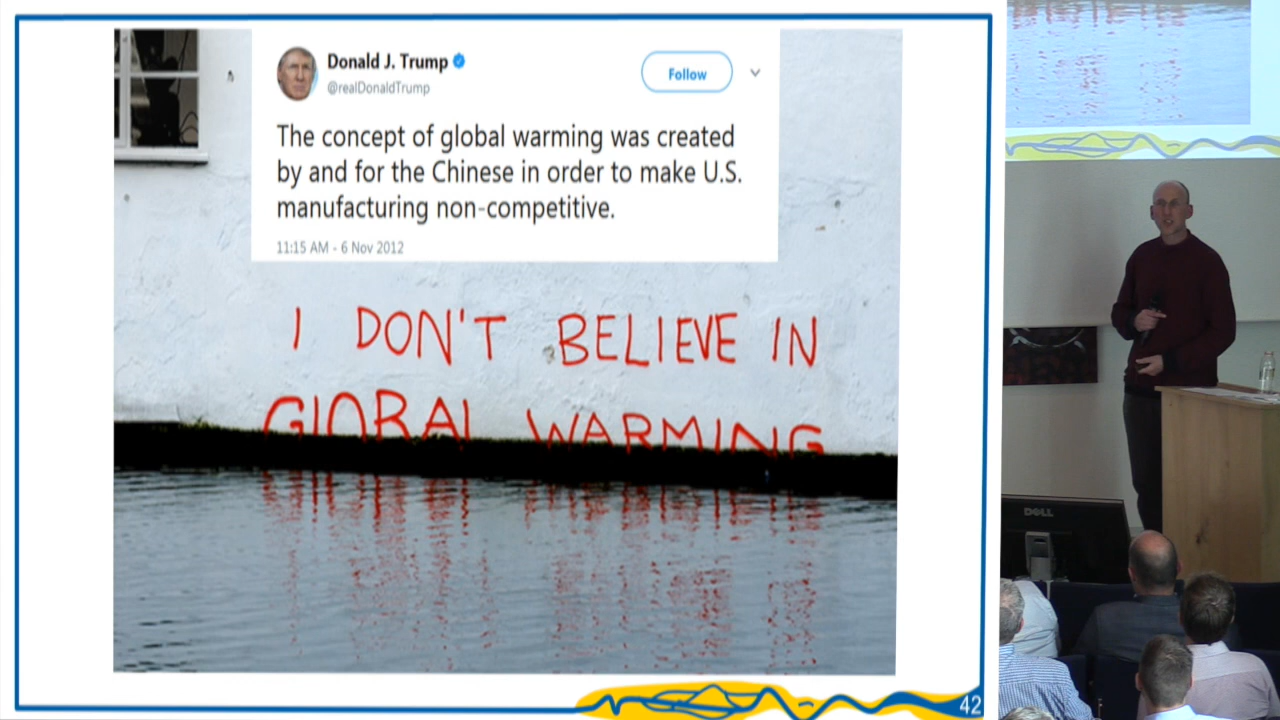 Donald J. Trump
@realDonaldTrump
Follow
The concept of global warming was created
by and for the Chinese in order to make U.S.
manufacturing non-competitive.
11:15 AM - 6 Nov 2012
I DON'T BELIEVE IN
GLOBAL WARMING
42
DELL